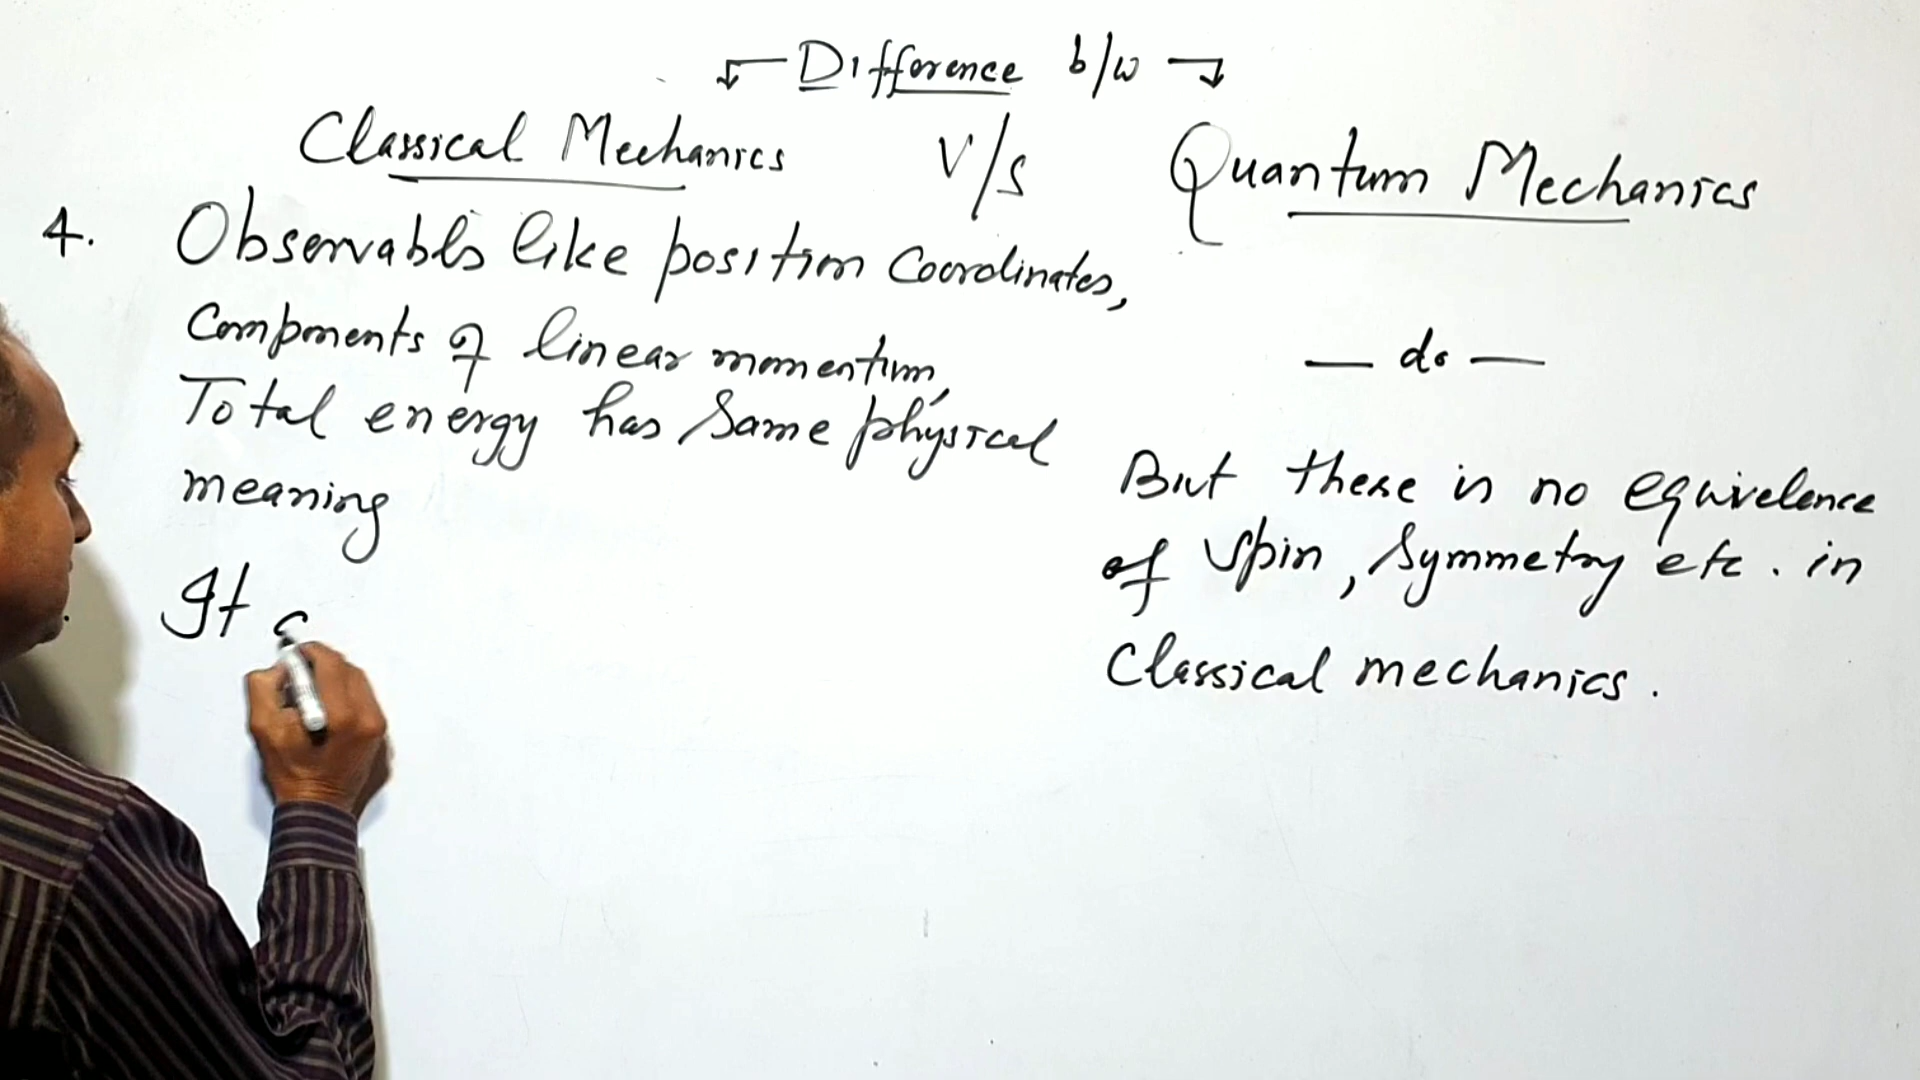 Difference b/w
Classical Mechanics V/s Quantum Mechanics
4. Observables like position Coordinates,
Components of linear momentum,
Total energy has same physical
meaning
— do —
But there is no equivelence
of spin, Symmetry etc. in
Classical mechanics.
It c